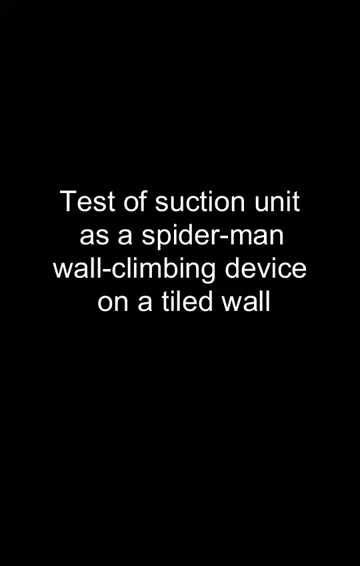 Test of suction unit
as a spider-man
wall-climbing device
on a tiled wall